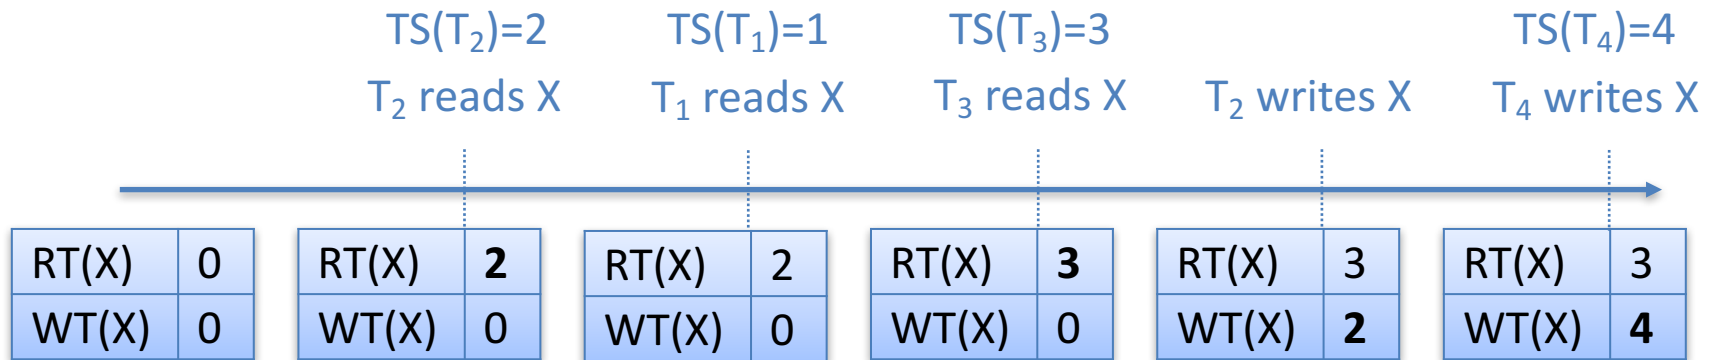 TS(T₂)=2 TS(T₁)=1 TS(T₃)=3 TS(T₄)=4
T₂ reads X T₁ reads X T₃ reads X T₂ writes X T₄ writes X
RT(X) 0 RT(X) 2 RT(X) 2 RT(X) 3 RT(X) 3 RT(X) 3
WT(X) 0 WT(X) 0 WT(X) 0 WT(X) 0 WT(X) 2 WT(X) 4